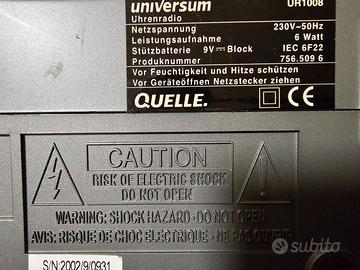 universum UR1008
Uhrenradio
Netzspannung 230V~50Hz
Leistungsaufnahme 6 Watt
Stützbatterie 9V⎓Block IEC 6F22
Produknummer 756.509 6
Vor Feuchtigkeit und Hitze schützen
Vor Geräteöffnen Netzstecker ziehen
QUELLE. CE
CAUTION
RISK OF ELECTRIC SHOCK
DO NOT OPEN
WARNING: SHOCK HAZARD - DO NOT OPEN
AVIS: RISQUE DE CHOC ELECTRIQUE - NE PAS OUVRIR
S/N:2002/9/0931
subito